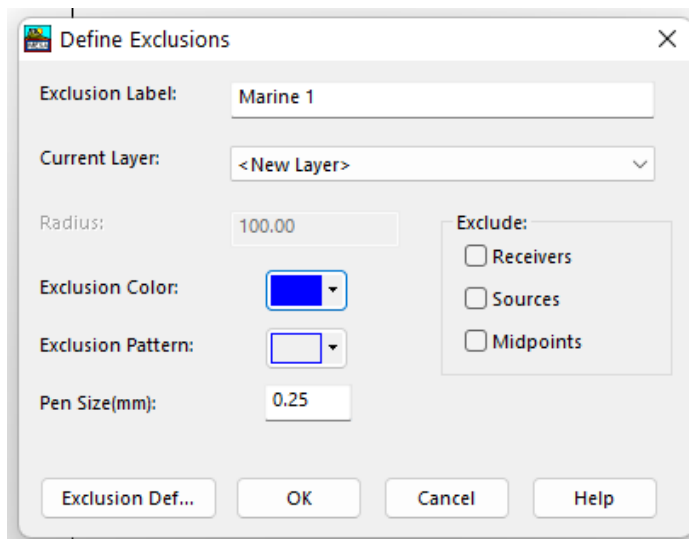 Define Exclusions
Exclusion Label:
Marine 1
Current Layer:
<New Layer>
Radius:
100.00
Exclude:
Receivers
Exclusion Color:
Sources
Exclusion Pattern:
Midpoints
Pen Size(mm):
0.25
Exclusion Def...
OK
Cancel
Help